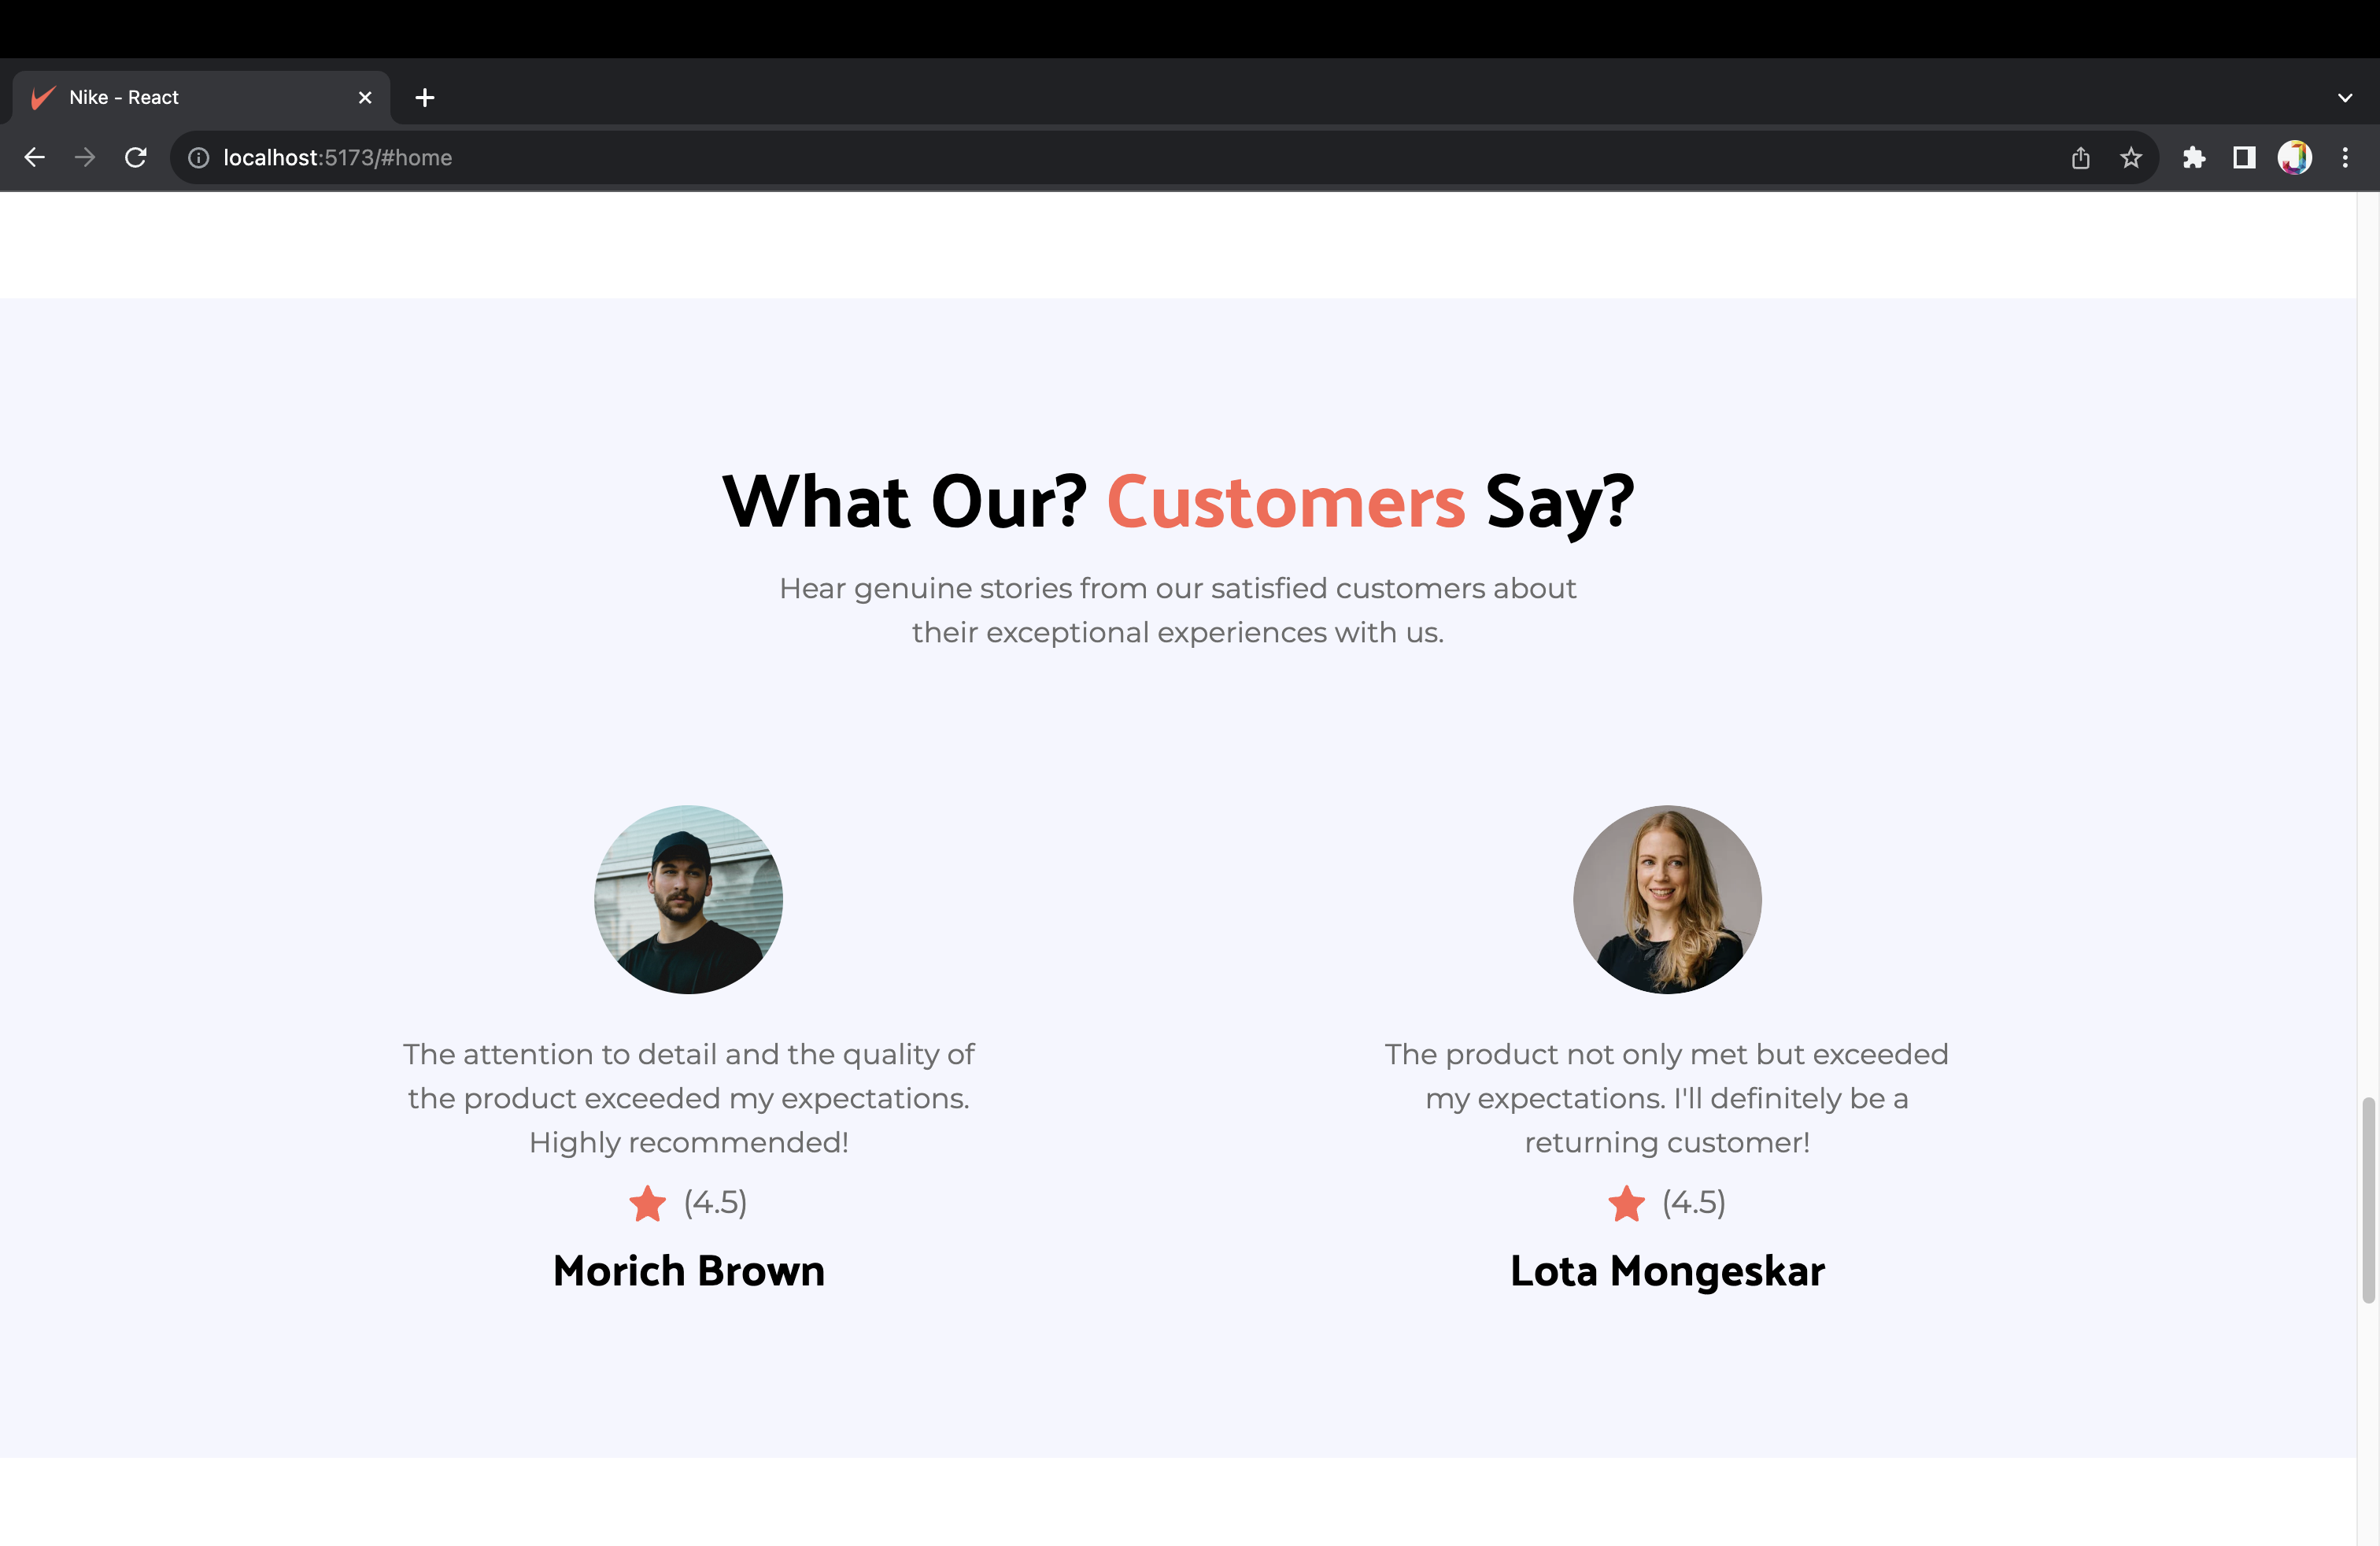 Nike - React
localhost:5173/#home
What Our? Customers Say?
Hear genuine stories from our satisfied customers about
their exceptional experiences with us.
The attention to detail and the quality of
the product exceeded my expectations.
Highly recommended!
(4.5)
Morich Brown
The product not only met but exceeded
my expectations. I'll definitely be a
returning customer!
(4.5)
Lota Mongeskar